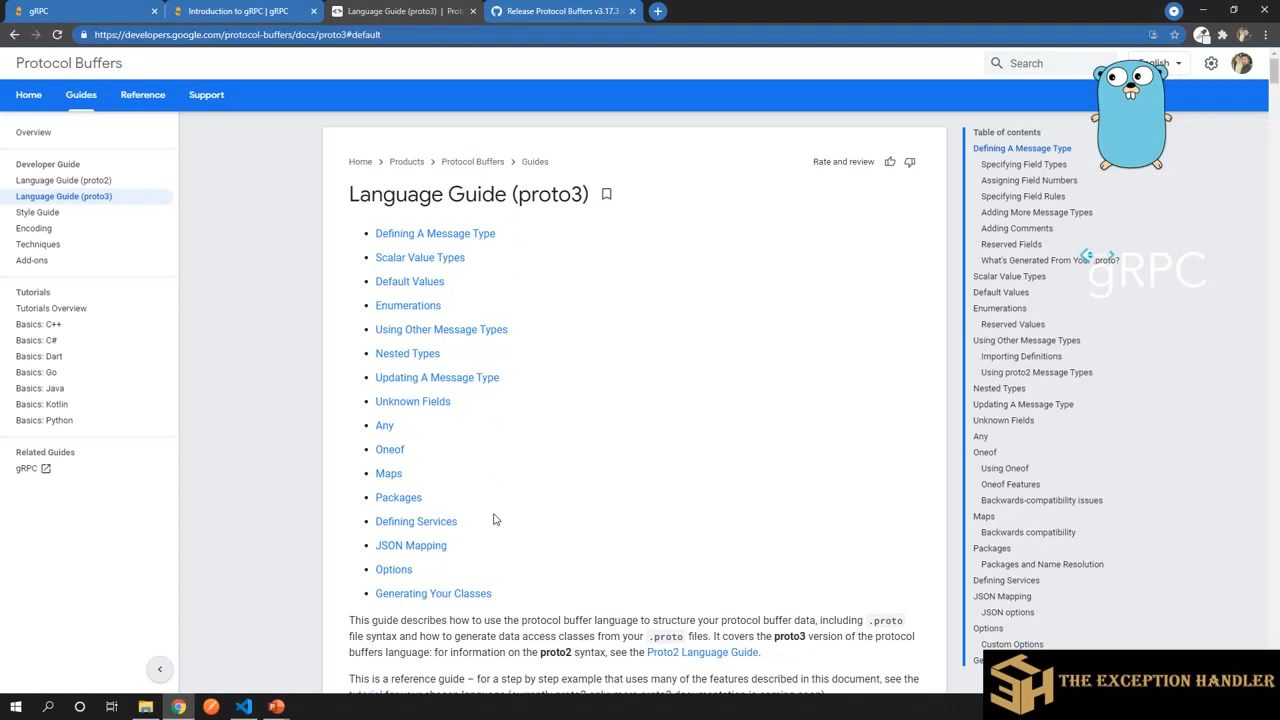 gRPC
Introduction to gRPC | gRPC
Language Guide (proto3) | Proto
Release Protocol Buffers v3.17.3
https://developers.google.com/protocol-buffers/docs/proto3#default
Protocol Buffers
Search
English
Home
Guides
Reference
Support
Overview
Developer Guide
Language Guide (proto2)
Language Guide (proto3)
Style Guide
Encoding
Techniques
Add-ons
Tutorials
Tutorials Overview
Basics: C++
Basics: C#
Basics: Dart
Basics: Go
Basics: Java
Basics: Kotlin
Basics: Python
Related Guides
gRPC
Home > Products > Protocol Buffers > Guides
Rate and review
Language Guide (proto3)
Defining A Message Type
Scalar Value Types
Default Values
Enumerations
Using Other Message Types
Nested Types
Updating A Message Type
Unknown Fields
Any
Oneof
Maps
Packages
Defining Services
JSON Mapping
Options
Generating Your Classes
This guide describes how to use the protocol buffer language to structure your protocol buffer data, including .proto
file syntax and how to generate data access classes from your .proto files. It covers the proto3 version of the protocol
buffers language: for information on the proto2 syntax, see the Proto2 Language Guide.
This is a reference guide – for a step by step example that uses many of the features described in this document, see the
Table of contents
Defining A Message Type
Specifying Field Types
Assigning Field Numbers
Specifying Field Rules
Adding More Message Types
Adding Comments
Reserved Fields
What's Generated From Your .proto?
Scalar Value Types
Default Values
Enumerations
Reserved Values
Using Other Message Types
Importing Definitions
Using proto2 Message Types
Nested Types
Updating A Message Type
Unknown Fields
Any
Oneof
Using Oneof
Oneof Features
Backwards-compatibility issues
Maps
Backwards compatibility
Packages
Packages and Name Resolution
Defining Services
JSON Mapping
JSON options
Options
Custom Options
gRPC
THE EXCEPTION HANDLER